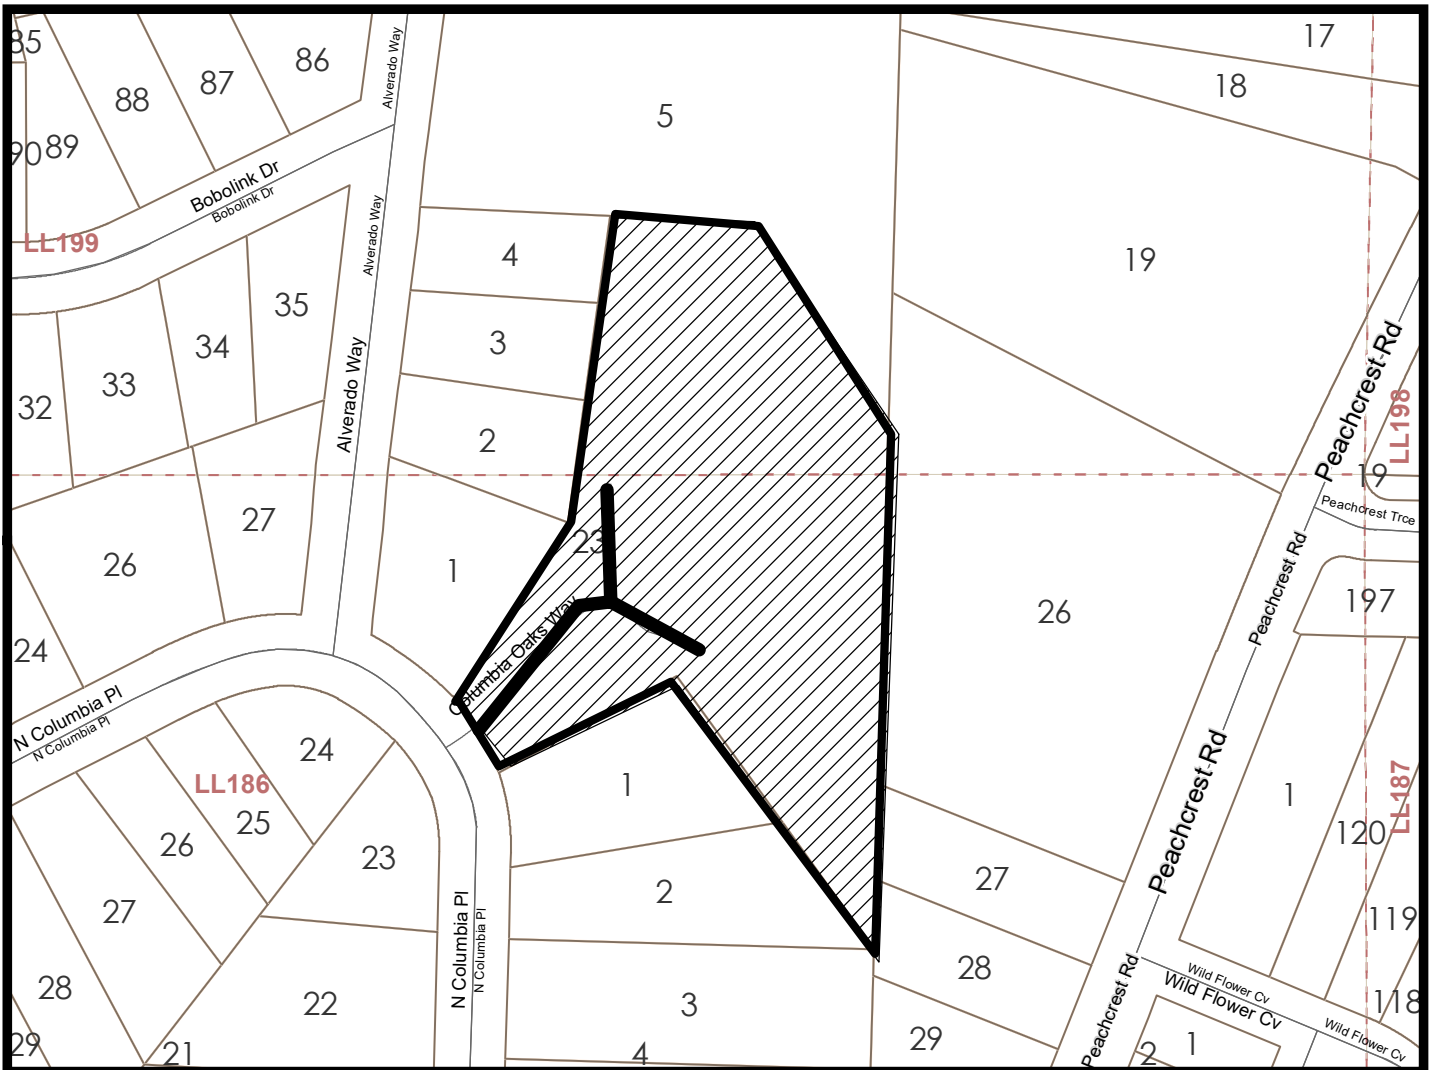 85
88
87
86
Alverado Way
5
17
18
90
89
Bobolink Dr
Bobolink Dr
LL199
Alverado Way
4
19
35
34
33
32
3
Alverado Way
2
Peachcrest Rd
LL198
19
Peachcrest Trce
27
26
1
23
Peachcrest Rd
197
26
24
Columbia Oaks Way
N Columbia Pl
N Columbia Pl
24
LL186
25
26
23
1
Peachcrest Rd
1
LL187
120
27
2
27
119
N Columbia Pl
N Columbia Pl
28
22
3
28
Wild Flower Cv
Wild Flower Cv
118
Wild Flower Cv
Peachcrest Rd
29
21
4
29
2
1